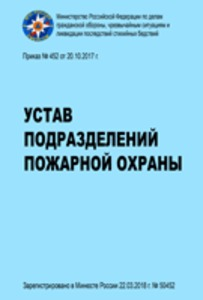 Министерство Российской Федерации по делам
гражданской обороны, чрезвычайным ситуациям и
ликвидации последствий стихийных бедствий
Приказ № 452 от 20.10.2017 г.
УСТАВ
ПОДРАЗДЕЛЕНИЙ
ПОЖАРНОЙ ОХРАНЫ
Зарегистрировано в Минюсте России 22.03.2018 г. № 50452